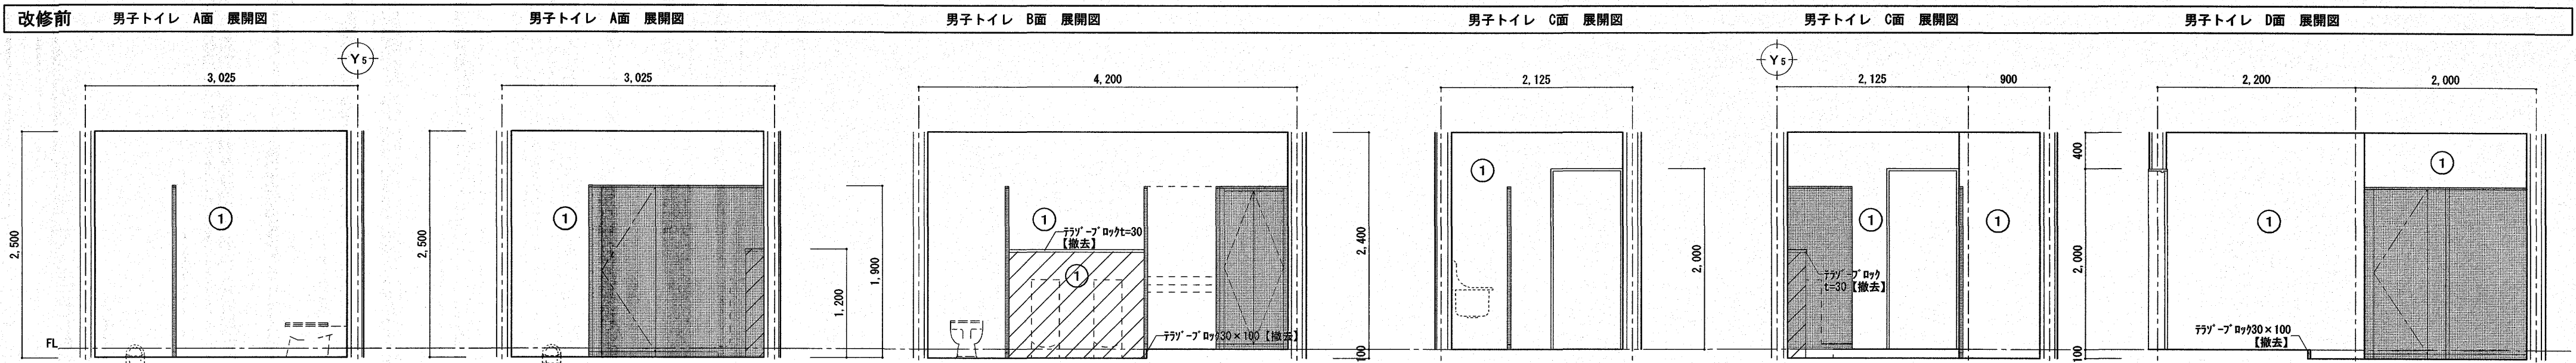 改修前
男子トイレ A面 展開図
男子トイレ A面 展開図
男子トイレ B面 展開図
男子トイレ C面 展開図
男子トイレ C面 展開図
男子トイレ D面 展開図
Y5
3,025
2,500
①
FL
3,025
2,500
①
1,200
1,900
4,200
①
テラゾーブロックt=30
【撤去】
①
テラゾーブロック30×100【撤去】
2,400
100
2,125
①
2,000
Y5
2,125
900
①
①
テラゾーブロック
t=30【撤去】
2,200
2,000
400
2,000
100
①
①
テラゾーブロック30×100
【撤去】